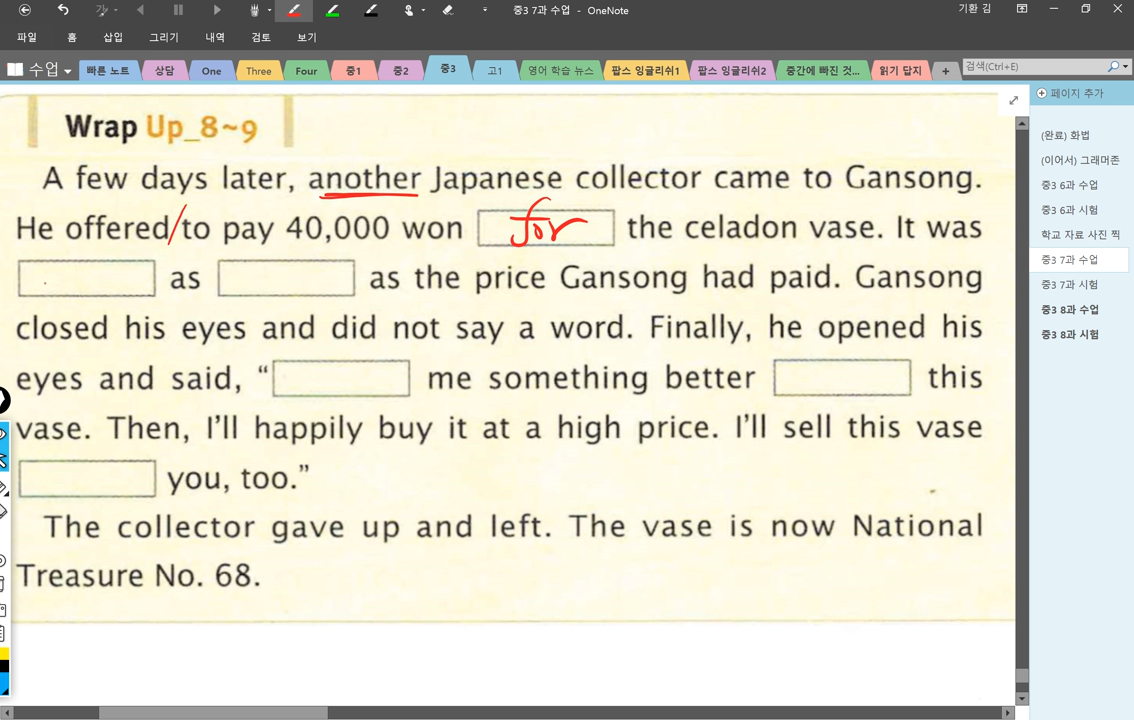 중3 7과 수업 - OneNote
기환 김
파일 홈 삽입 그리기 내역 검토 보기
수업 빠른 노트 상담 One Three Four 중1 중2 중3 고1 영어 학습 뉴스 팝스 잉글리쉬1 팝스 잉글리쉬2 중간에 빠진 것... 읽기 답지 + 검색(Ctrl+E)
페이지 추가
(완료) 화법
(이어서) 그래머존
중3 6과 수업
중3 6과 시험
학교 자료 사진 찍
중3 7과 수업
중3 7과 시험
중3 8과 수업
중3 8과 시험
Wrap Up_8~9
A few days later, another Japanese collector came to Gansong.
He offered/to pay 40,000 won for the celadon vase. It was
as as the price Gansong had paid. Gansong
closed his eyes and did not say a word. Finally, he opened his
eyes and said, “ me something better this
vase. Then, I’ll happily buy it at a high price. I’ll sell this vase
you, too.”
The collector gave up and left. The vase is now National
Treasure No. 68.